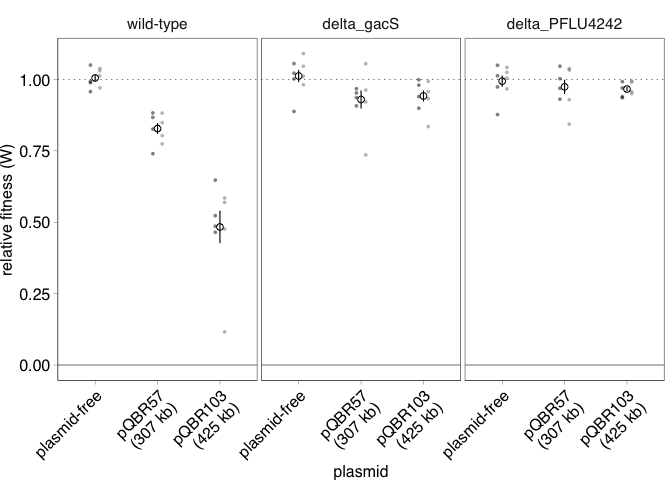 wild-type
delta_gacS
delta_PFLU4242
relative fitness (W)
1.00
0.75
0.50
0.25
0.00
plasmid-free
pQBR57
(307 kb)
pQBR103
(425 kb)
plasmid-free
pQBR57
(307 kb)
pQBR103
(425 kb)
plasmid-free
pQBR57
(307 kb)
pQBR103
(425 kb)
plasmid